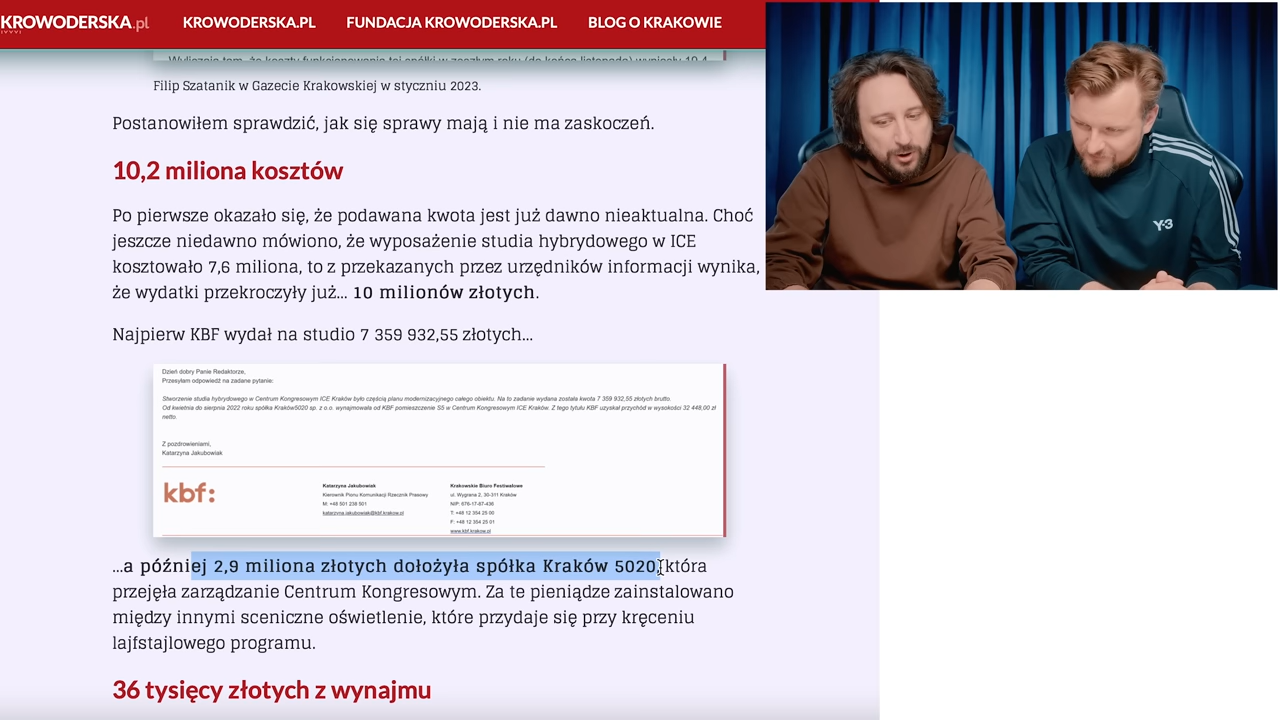 KROWODERSKA.pl
KROWODERSKA.PL
FUNDACJA KROWODERSKA.PL
BLOG O KRAKOWIE
Filip Szatanik w Gazecie Krakowskiej w styczniu 2023.
Postanowiłem sprawdzić, jak się sprawy mają i nie ma zaskoczeń.
10,2 miliona kosztów
Po pierwsze okazało się, że podawana kwota jest już dawno nieaktualna. Choć
jeszcze niedawno mówiono, że wyposażenie studia hybrydowego w ICE
kosztowało 7,6 miliona, to z przekazanych przez urzędników informacji wynika,
że wydatki przekroczyły już... 10 milionów złotych.
Najpierw KBF wydał na studio 7 359 932,55 złotych...
Dzień dobry Panie Redaktorze,
Przesyłam odpowiedź na zadane pytanie:
Stworzenie studia hybrydowego w Centrum Kongresowym ICE Kraków było częścią planu modernizacyjnego całego obiektu. Na to zadanie wydana została kwota 7 359 932,55 złotych brutto.
Od kwietnia do sierpnia 2022 roku spółka Kraków5020 sp. z o.o. wynajmowała od KBF pomieszczenie S5 w Centrum Kongresowym ICE Kraków. Z tego tytułu KBF uzyskał przychód w wysokości 32 448,00 zł
netto.
Z pozdrowieniami,
Katarzyna Jakubowiak
kbf:
Katarzyna Jakubowiak
Kierownik Pionu Komunikacji Rzecznik Prasowy
M: +48 501 238 501
katarzyna.jakubowiak@kbf.krakow.pl
Krakowskie Biuro Festiwalowe
ul. Wygrana 2, 30-311 Kraków
NIP: 676-17-87-436
T: +48 12 354 25 00
F: +48 12 354 25 01
www.kbf.krakow.pl
...a później 2,9 miliona złotych dołożyła spółka Kraków 5020, która
przejęła zarządzanie Centrum Kongresowym. Za te pieniądze zainstalowano
między innymi sceniczne oświetlenie, które przydaje się przy kręceniu
lajfstajlowego programu.
36 tysięcy złotych z wynajmu
Y-3